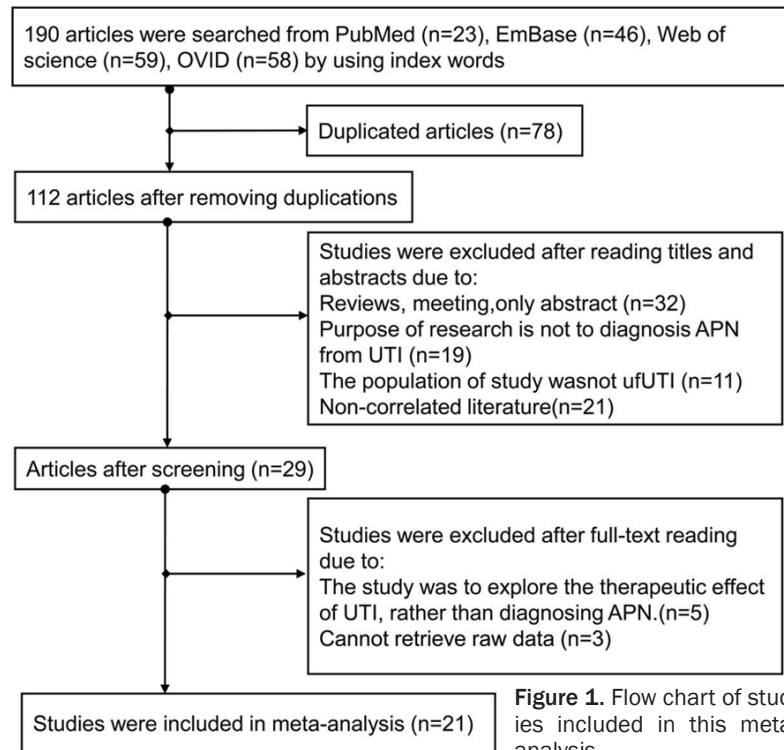 190 articles were searched from PubMed (n=23), EmBase (n=46), Web of
science (n=59), OVID (n=58) by using index words
Duplicated articles (n=78)
112 articles after removing duplications
Studies were excluded after reading titles and
abstracts due to:
Reviews, meeting,only abstract (n=32)
Purpose of research is not to diagnosis APN
from UTI (n=19)
The population of study wasnot ufUTI (n=11)
Non-correlated literature(n=21)
Articles after screening (n=29)
Studies were excluded after full-text reading
due to:
The study was to explore the therapeutic effect
of UTI, rather than diagnosing APN.(n=5)
Cannot retrieve raw data (n=3)
Studies were included in meta-analysis (n=21)
Figure 1. Flow chart of stud-
ies included in this meta-
analysis.